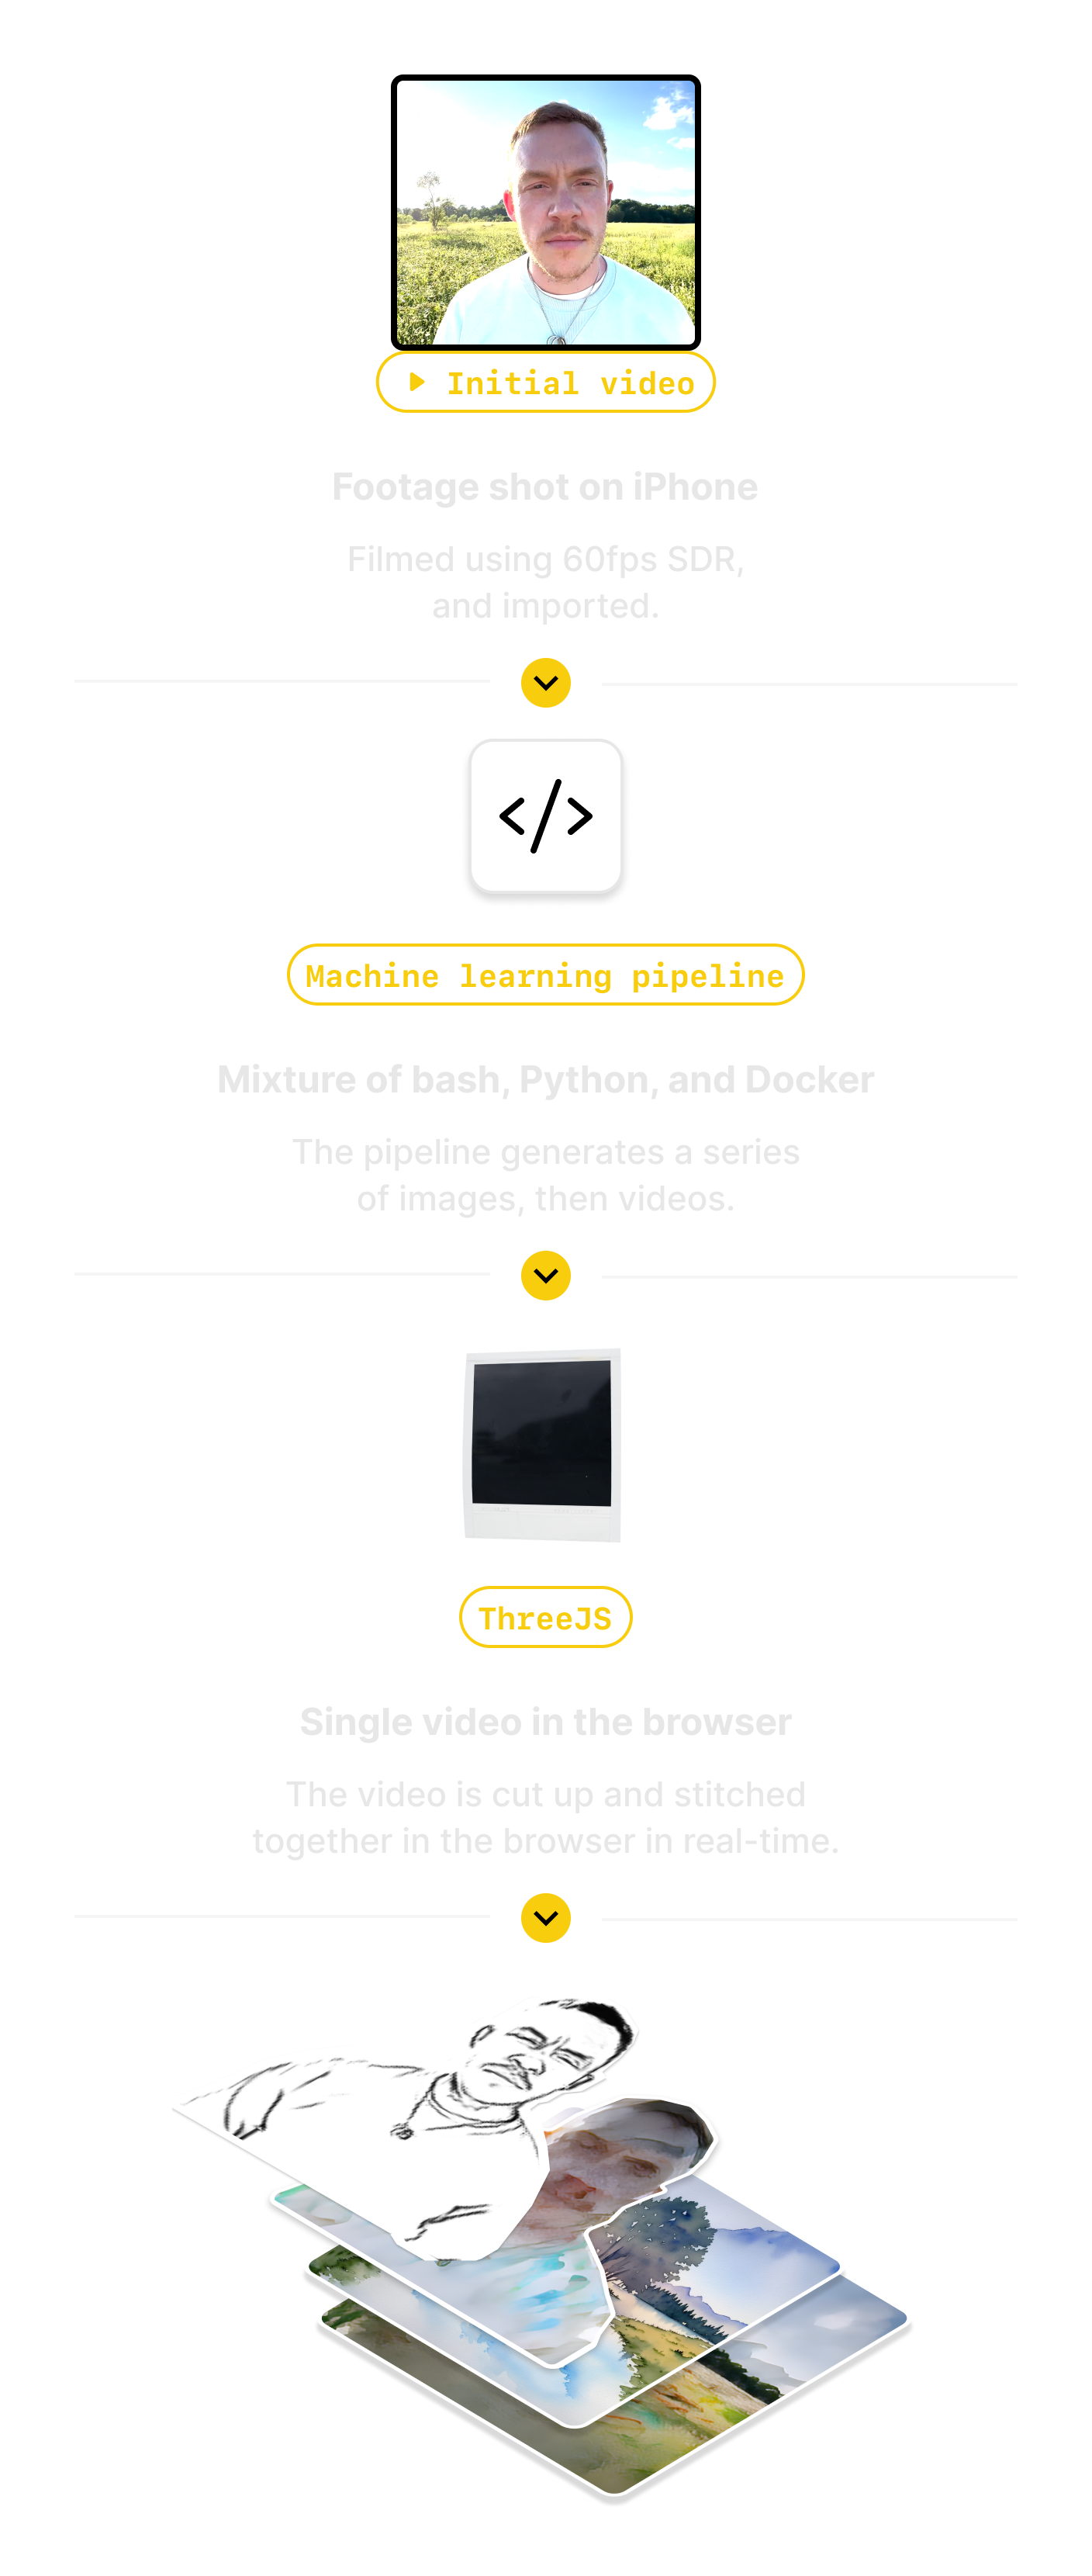 Initial video
Footage shot on iPhone
Filmed using 60fps SDR,
and imported.
</>
Machine learning pipeline
Mixture of bash, Python, and Docker
The pipeline generates a series
of images, then videos.
ThreeJS
Single video in the browser
The video is cut up and stitched
together in the browser in real-time.